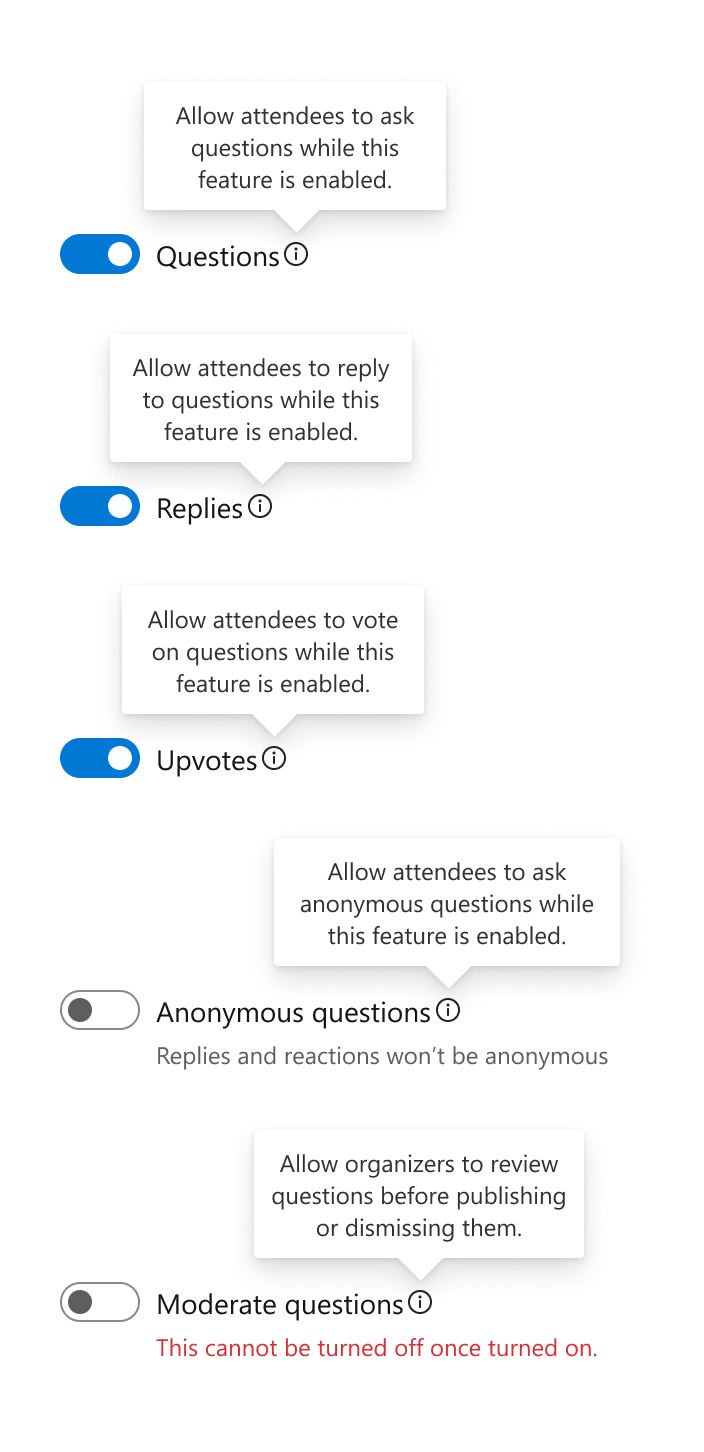 Allow attendees to ask
questions while this
feature is enabled.
Questions
Allow attendees to reply
to questions while this
feature is enabled.
Replies
Allow attendees to vote
on questions while this
feature is enabled.
Upvotes
Allow attendees to ask
anonymous questions while
this feature is enabled.
Anonymous questions
Replies and reactions won’t be anonymous
Allow organizers to review
questions before publishing
or dismissing them.
Moderate questions
This cannot be turned off once turned on.